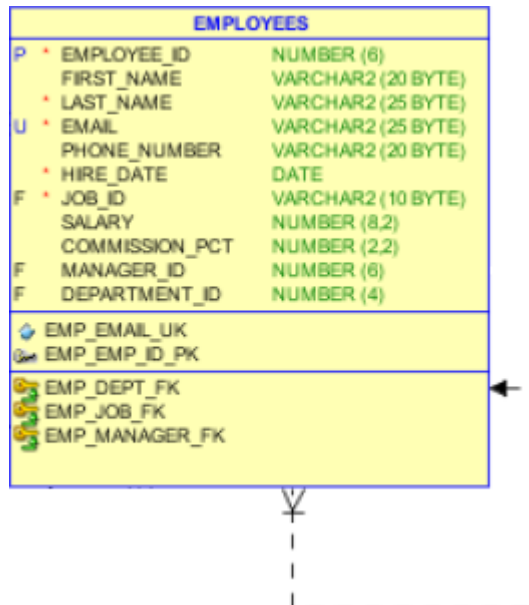 EMPLOYEES
P * EMPLOYEE_ID NUMBER (6)
FIRST_NAME VARCHAR2 (20 BYTE)
* LAST_NAME VARCHAR2 (25 BYTE)
U * EMAIL VARCHAR2 (25 BYTE)
PHONE_NUMBER VARCHAR2 (20 BYTE)
* HIRE_DATE DATE
F * JOB_ID VARCHAR2 (10 BYTE)
SALARY NUMBER (8,2)
COMMISSION_PCT NUMBER (2,2)
F MANAGER_ID NUMBER (6)
F DEPARTMENT_ID NUMBER (4)
EMP_EMAIL_UK
EMP_EMP_ID_PK
EMP_DEPT_FK
EMP_JOB_FK
EMP_MANAGER_FK